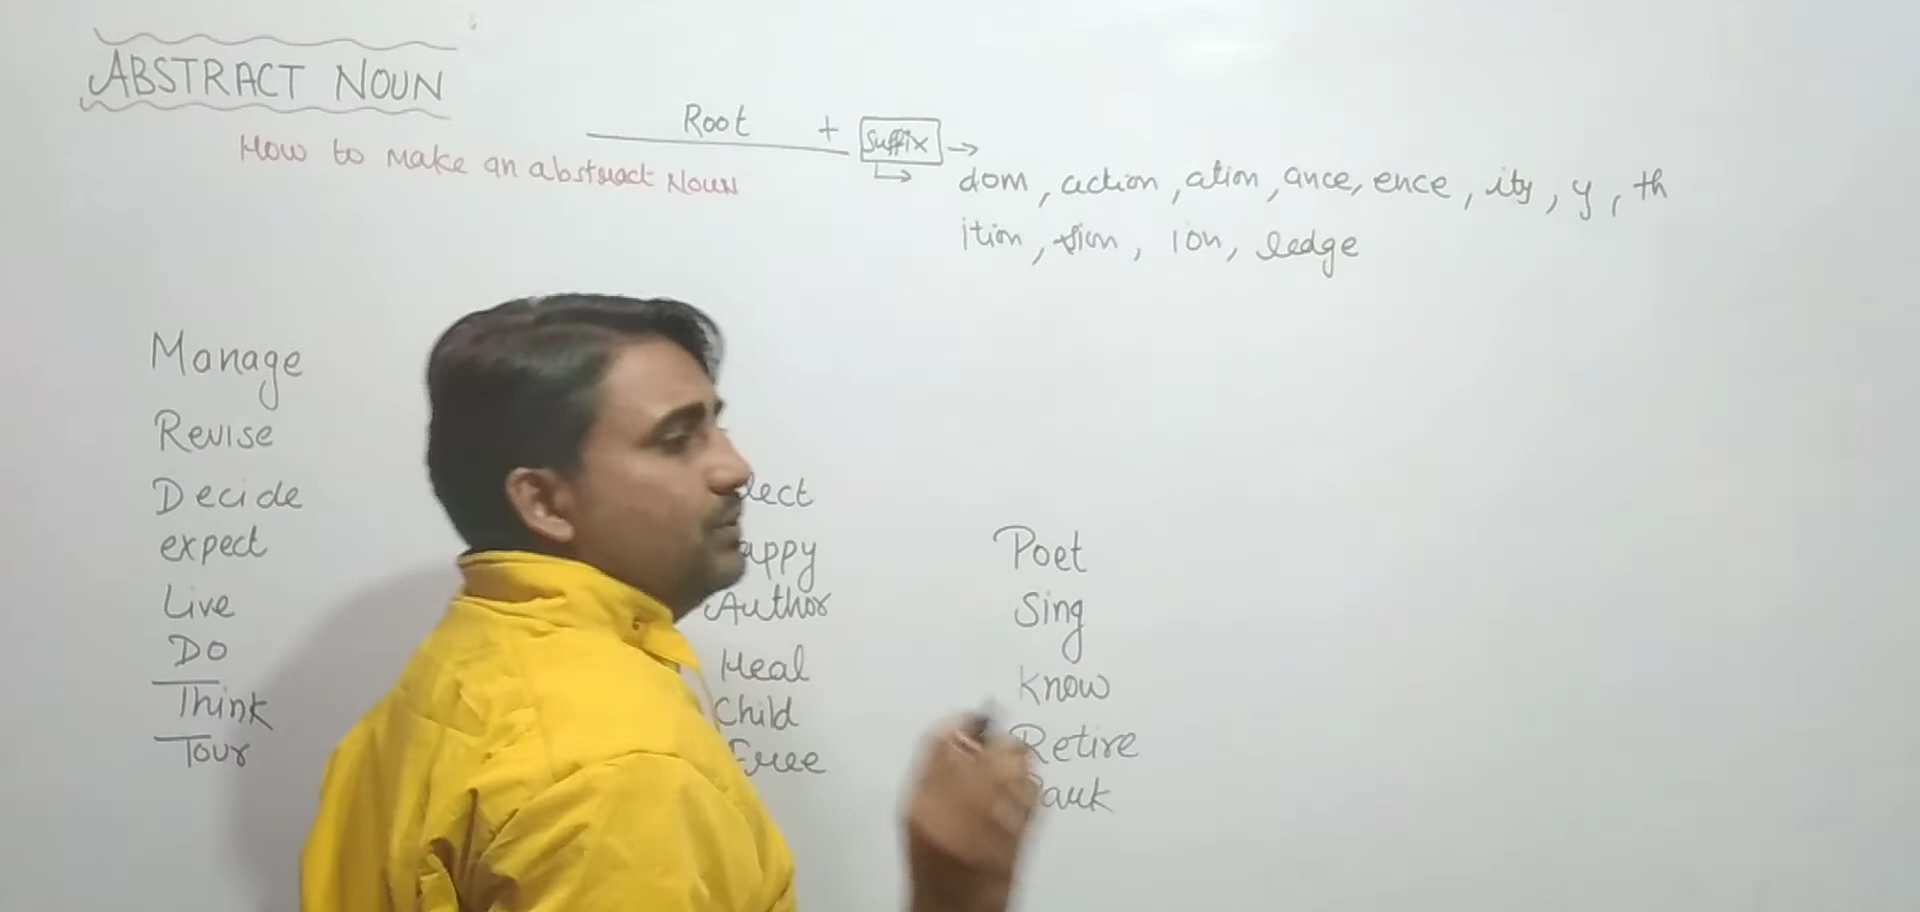 ABSTRACT NOUN
Root + Suffix →
How to make an abstract Noun
dom, action, ation, ance, ence, ity, y, th
ition, sion, ion, ledge
Manage
Revise
Decide
expect
Live
Do
Think
Tour
lect
appy
Author
Heal
Child
Free
Poet
Sing
Know
Retire